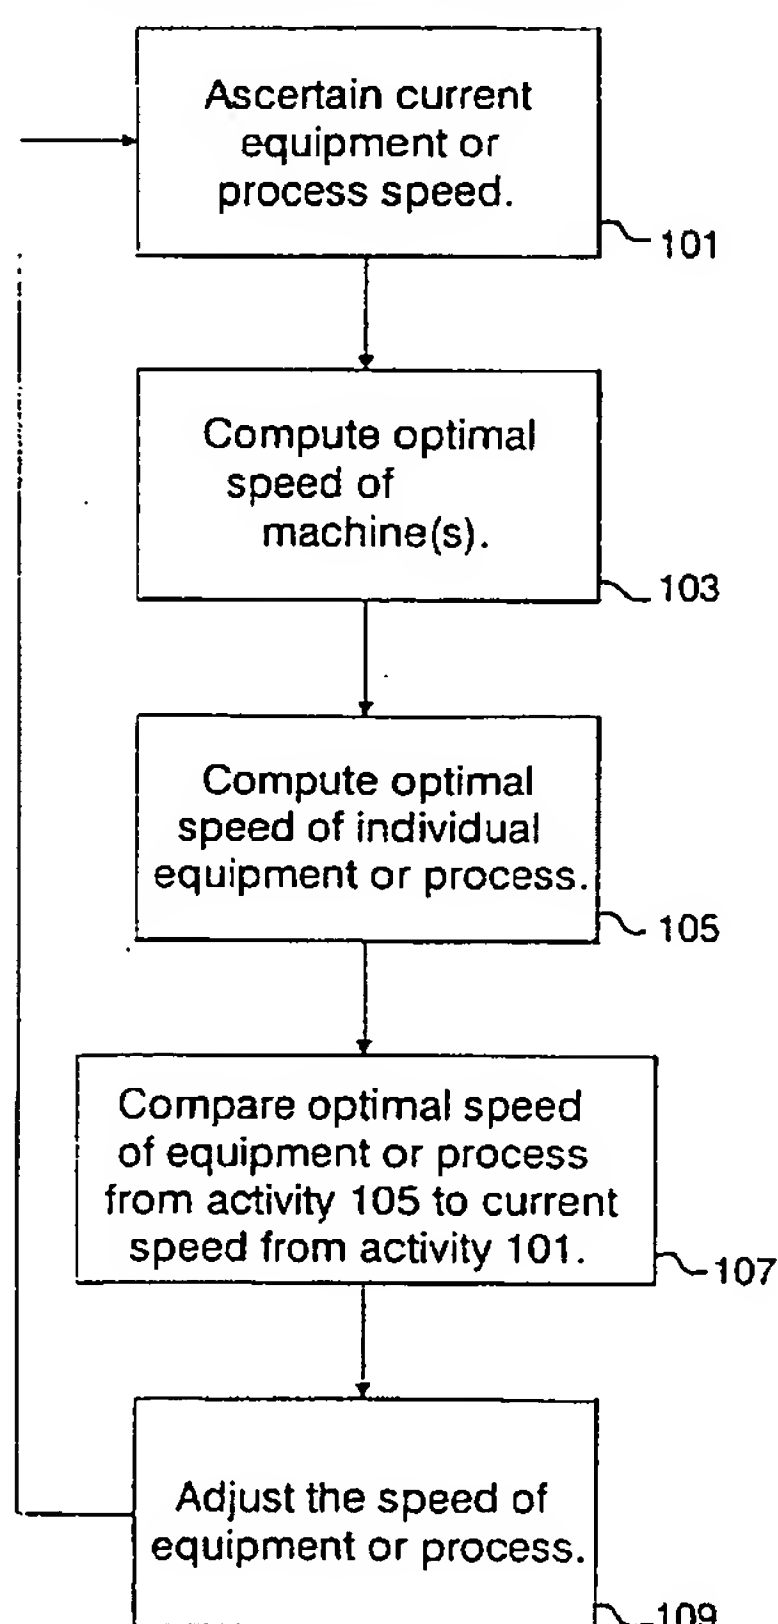 Ascertain current
equipment or
process speed.
101
Compute optimal
speed of
machine(s).
103
Compute optimal
speed of individual
equipment or process.
105
Compare optimal speed
of equipment or process
from activity 105 to current
speed from activity 101.
107
Adjust the speed of
equipment or process.
109